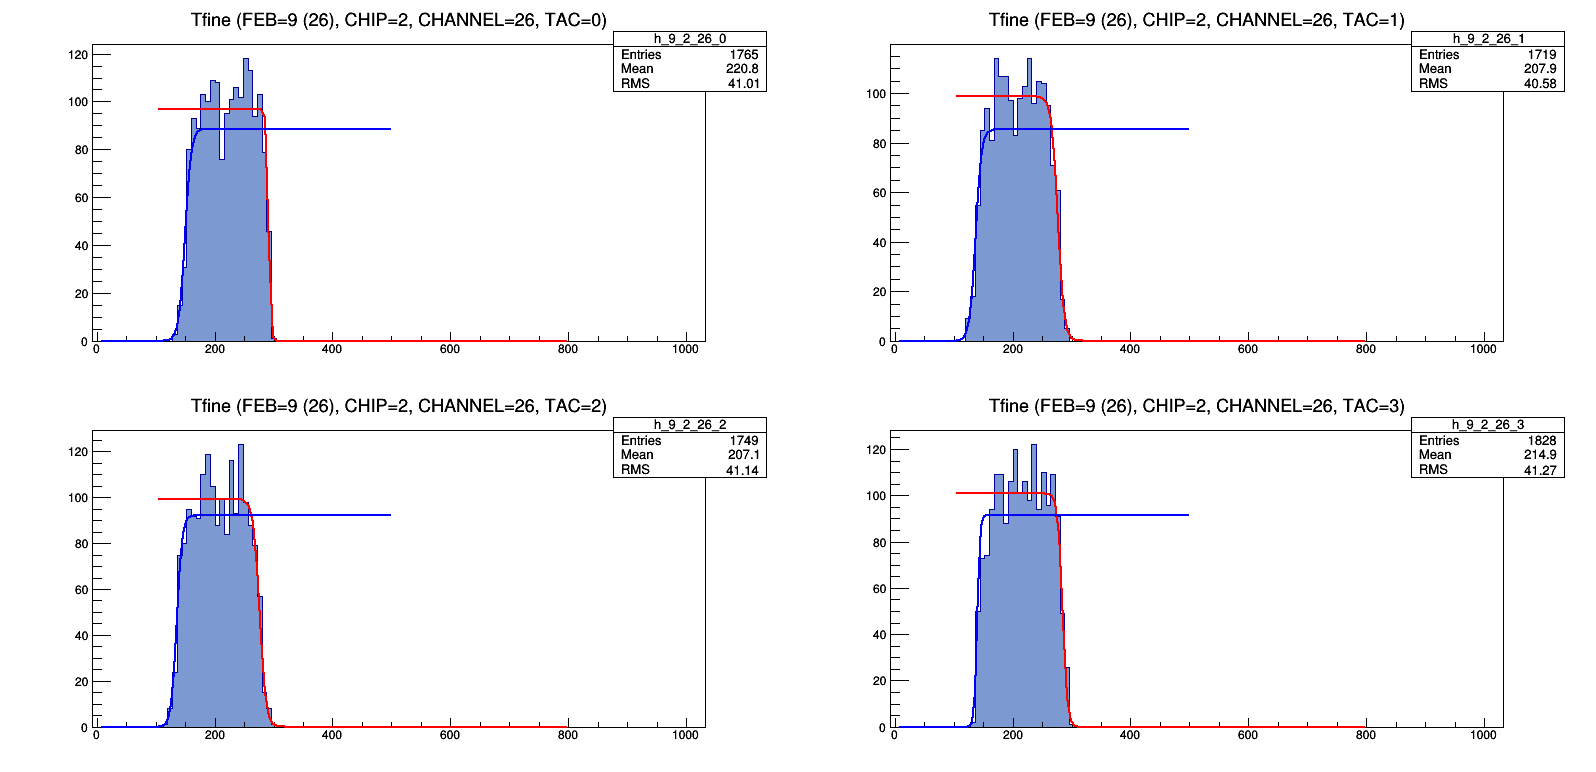 Tfine (FEB=9 (26), CHIP=2, CHANNEL=26, TAC=0)
h_9_2_26_0
Entries 1765
Mean 220.8
RMS 41.01
120
100
80
60
40
20
0
0 200 400 600 800 1000
Tfine (FEB=9 (26), CHIP=2, CHANNEL=26, TAC=1)
h_9_2_26_1
Entries 1719
Mean 207.9
RMS 40.58
100
80
60
40
20
0
0 200 400 600 800 1000
Tfine (FEB=9 (26), CHIP=2, CHANNEL=26, TAC=2)
h_9_2_26_2
Entries 1749
Mean 207.1
RMS 41.14
120
100
80
60
40
20
0
0 200 400 600 800 1000
Tfine (FEB=9 (26), CHIP=2, CHANNEL=26, TAC=3)
h_9_2_26_3
Entries 1828
Mean 214.9
RMS 41.27
120
100
80
60
40
20
0
0 200 400 600 800 1000